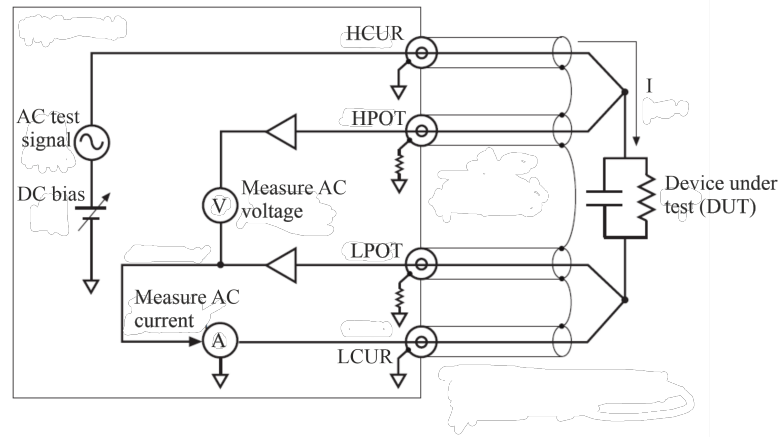 HCUR
I
AC test
signal
HPOT
DC bias
Measure AC
voltage
V
Device under
test (DUT)
LPOT
Measure AC
current
A
LCUR